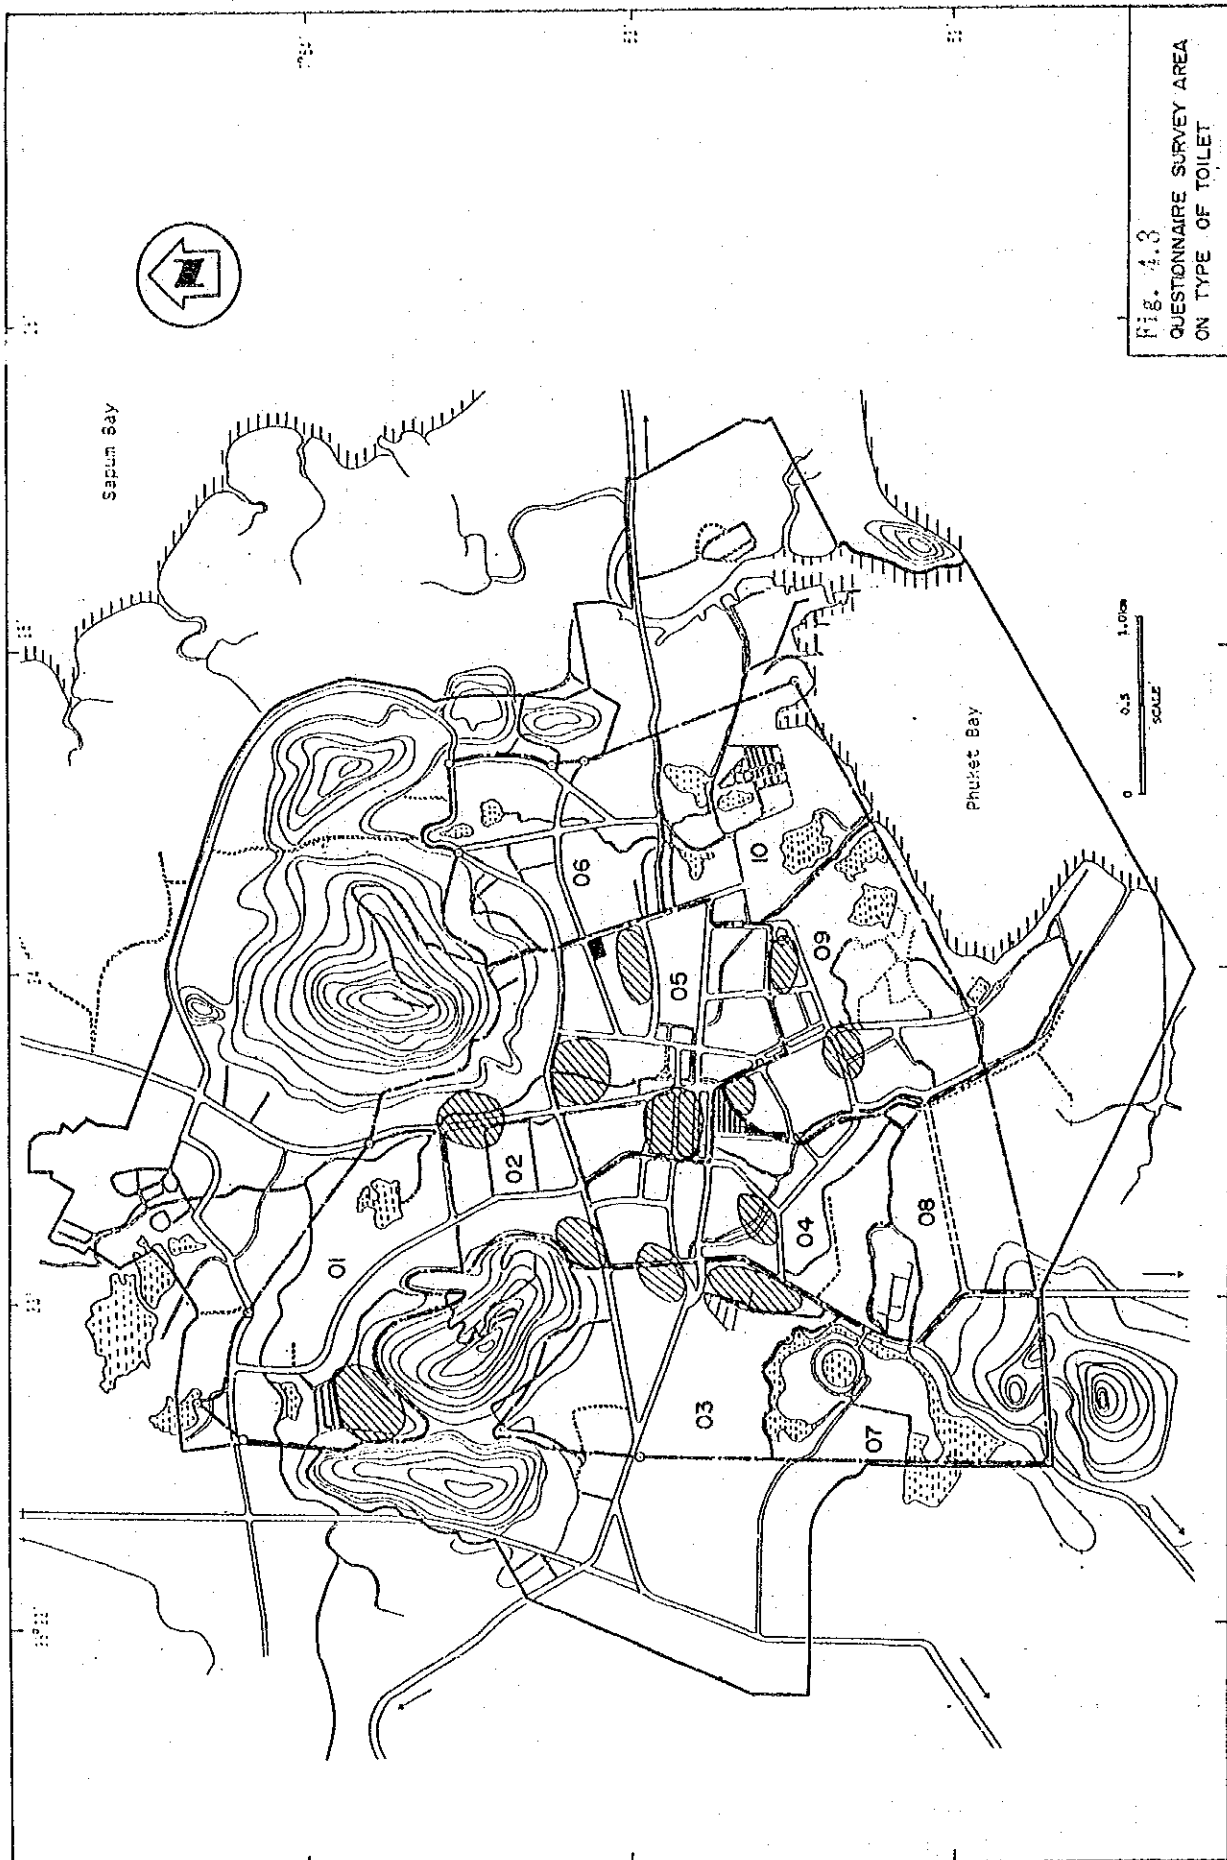 Sapum Bay
N
01
02
03
04
05
06
07
08
09
10
Phuket Bay
0 0.5 1.0km
SCALE
Fig. 4.3
QUESTIONNAIRE SURVEY AREA
ON TYPE OF TOILET